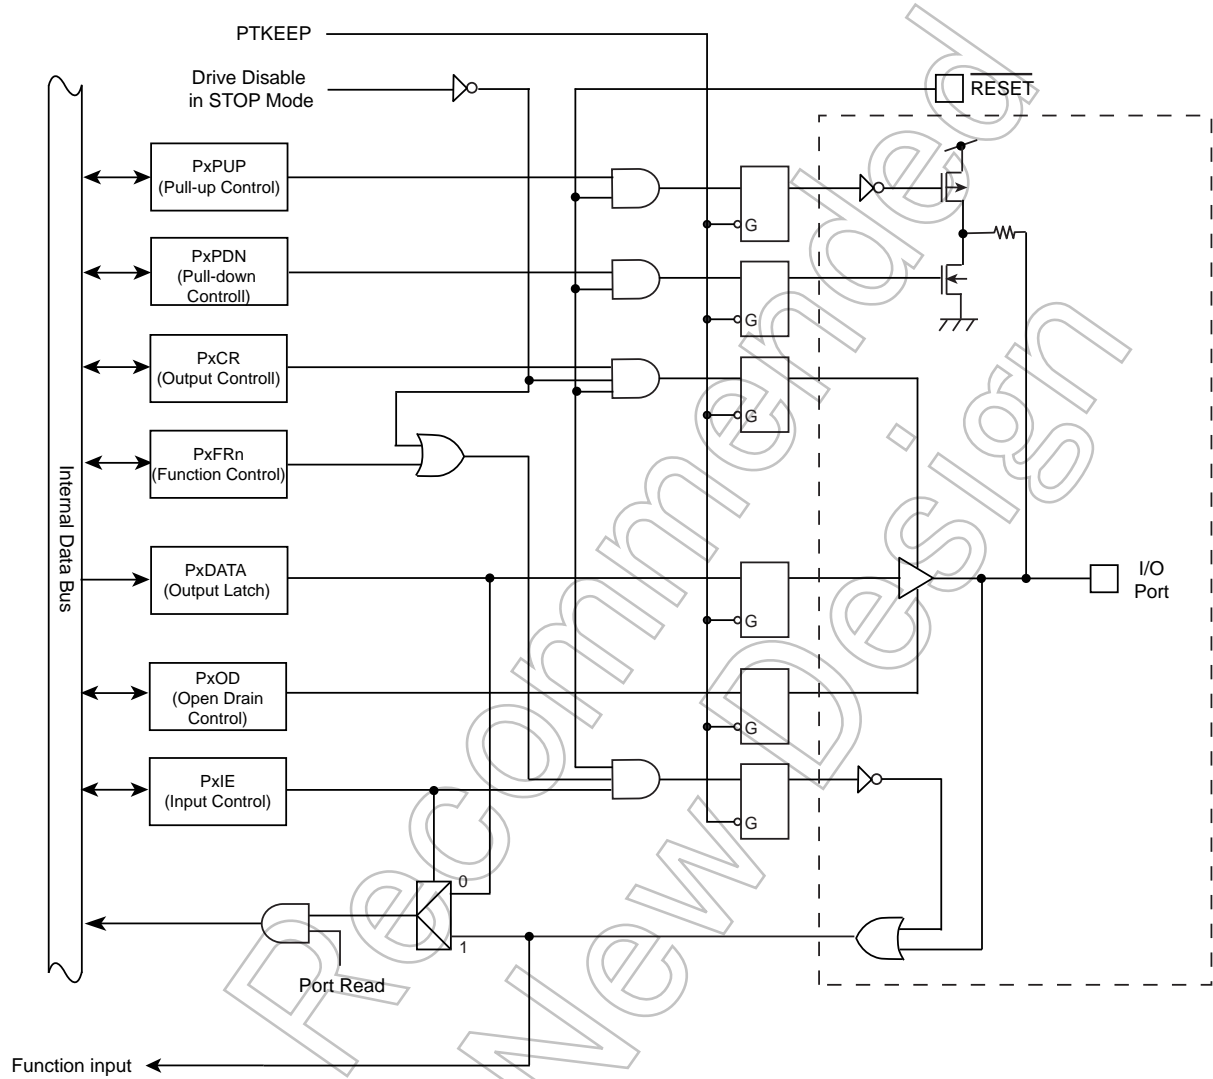 PTKEEP
Drive Disable
in STOP Mode
RESET
PxPUP
(Pull-up Control)
G
PxPDN
(Pull-down
Controll)
G
PxCR
(Output Controll)
G
PxFRn
(Function Control)
Internal Data Bus
PxDATA
(Output Latch)
G
I/O
Port
PxOD
(Open Drain
Control)
G
PxIE
(Input Control)
G
0
1
Port Read
Function input
Recommended
New Design